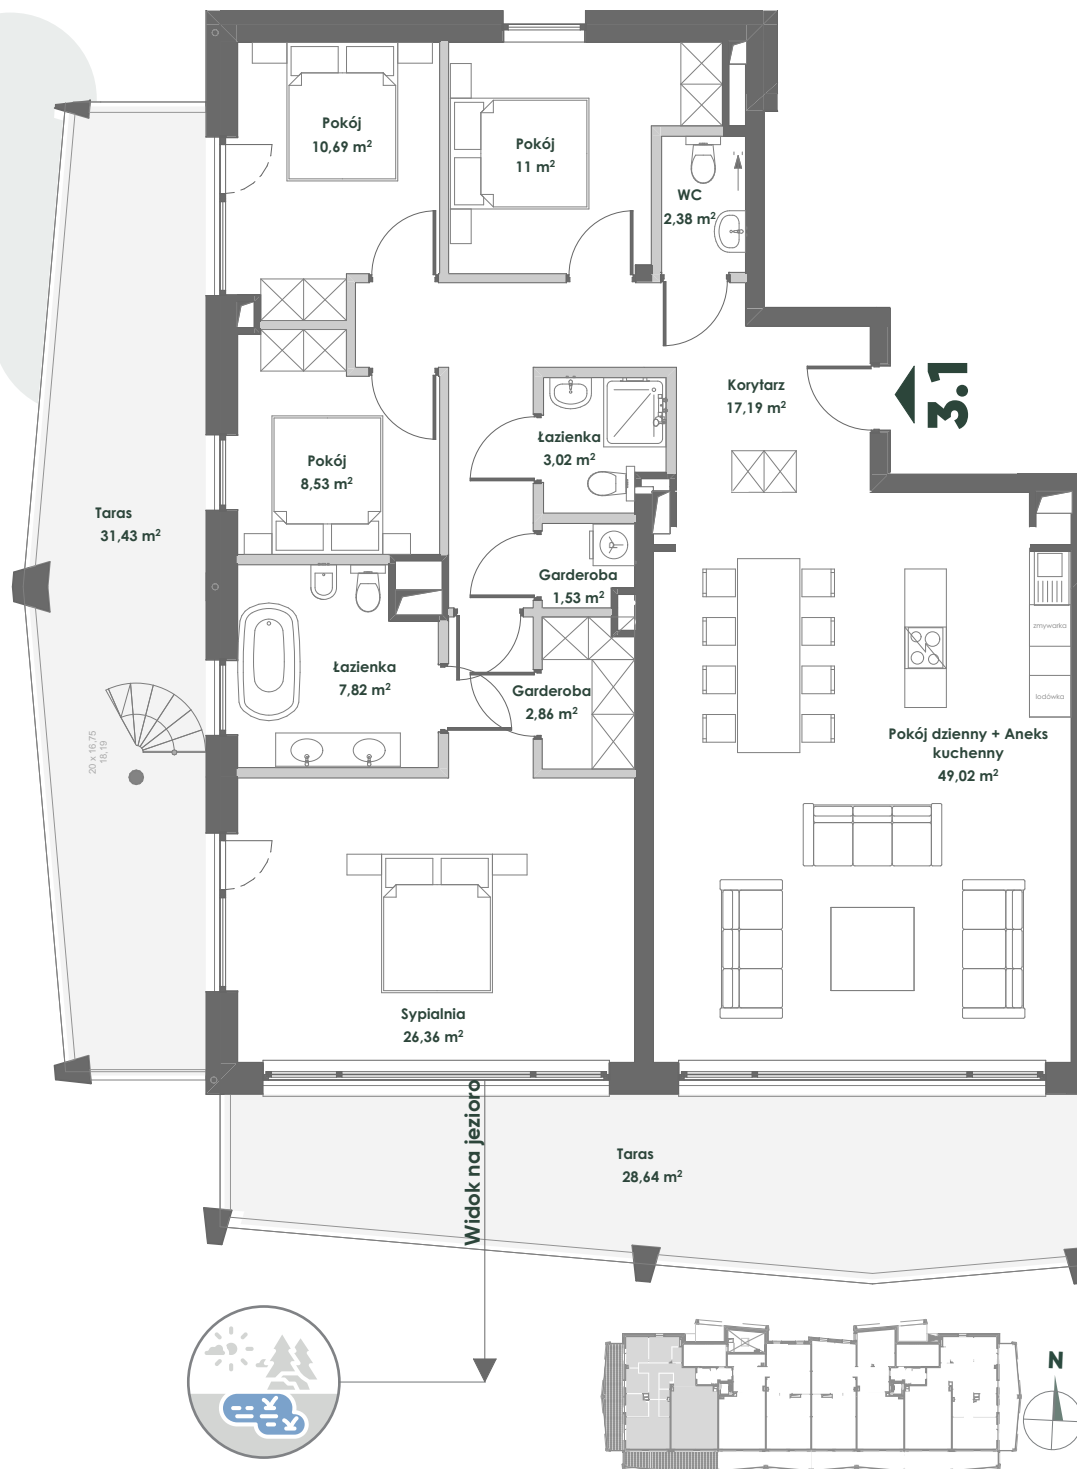 Pokój
10,69 m²
Pokój
11 m²
WC
2,38 m²
Korytarz
17,19 m²
3.1
Łazienka
3,02 m²
Pokój
8,53 m²
Taras
31,43 m²
Garderoba
1,53 m²
zmywarka
Łazienka
7,82 m²
Garderoba
2,86 m²
lodówka
20 x 16,75
18,19
Pokój dzienny + Aneks
kuchenny
49,02 m²
Sypialnia
26,36 m²
Widok na jezioro
Taras
28,64 m²
N